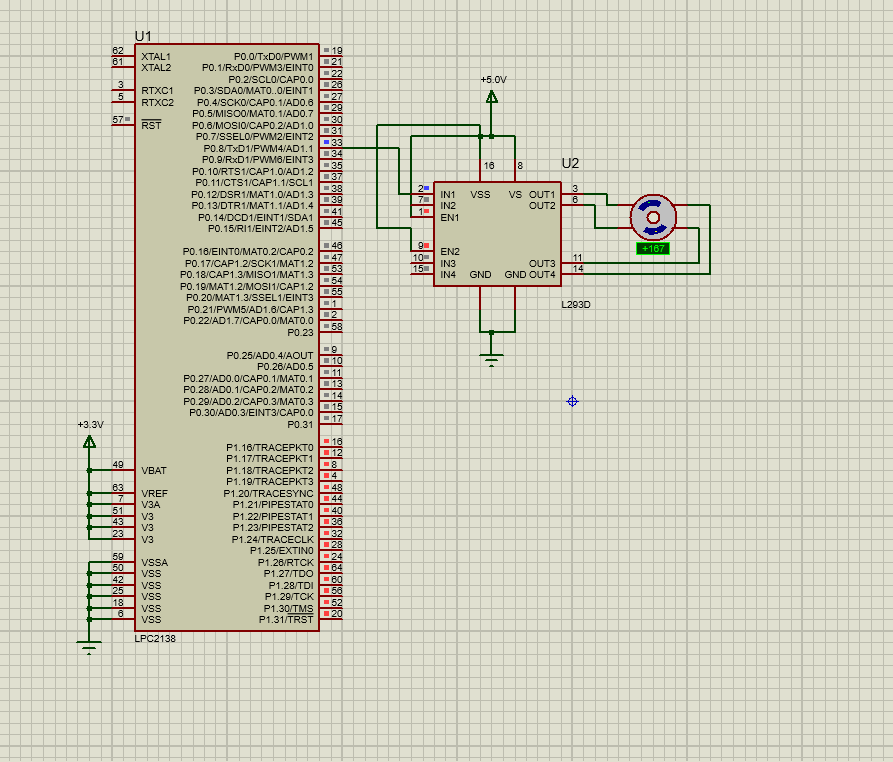 U1
62 XTAL1 P0.0/TxD0/PWM1 19
61 XTAL2 P0.1/RxD0/PWM3/EINT0 21
P0.2/SCL0/CAP0.0 22
3 RTXC1 P0.3/SDA0/MAT0..0/EINT1 26
5 RTXC2 P0.4/SCK0/CAP0.1/AD0.6 27
P0.5/MISO0/MAT0.1/AD0.7 29
57 RST P0.6/MOSI0/CAP0.2/AD1.0 30
P0.7/SSEL0/PWM2/EINT2 31
P0.8/TxD1/PWM4/AD1.1 33
P0.9/RxD1/PWM6/EINT3 34
P0.10/RTS1/CAP1.0/AD1.2 35
P0.11/CTS1/CAP1.1/SCL1 37
P0.12/DSR1/MAT1.0/AD1.3 38
P0.13/DTR1/MAT1.1/AD1.4 39
P0.14/DCD1/EINT1/SDA1 41
P0.15/RI1/EINT2/AD1.5 45
P0.16/EINT0/MAT0.2/CAP0.2 46
P0.17/CAP1.2/SCK1/MAT1.2 47
P0.18/CAP1.3/MISO1/MAT1.3 53
P0.19/MAT1.2/MOSI1/CAP1.2 54
P0.20/MAT1.3/SSEL1/EINT3 55
P0.21/PWM5/AD1.6/CAP1.3 1
P0.22/AD1.7/CAP0.0/MAT0.0 2
P0.23 58
P0.25/AD0.4/AOUT 9
P0.26/AD0.5 10
P0.27/AD0.0/CAP0.1/MAT0.1 11
P0.28/AD0.1/CAP0.2/MAT0.2 13
P0.29/AD0.2/CAP0.3/MAT0.3 14
P0.30/AD0.3/EINT3/CAP0.0 15
P0.31 17
+3.3V
P1.16/TRACEPKT0 16
P1.17/TRACEPKT1 12
49 VBAT P1.18/TRACEPKT2 8
P1.19/TRACEPKT3 4
63 VREF P1.20/TRACESYNC 48
7 V3A P1.21/PIPESTAT0 44
51 V3 P1.22/PIPESTAT1 40
43 V3 P1.23/PIPESTAT2 36
23 V3 P1.24/TRACECLK 32
P1.25/EXTIN0 28
59 VSSA P1.26/RTCK 24
50 VSS P1.27/TDO 64
42 VSS P1.28/TDI 60
25 VSS P1.29/TCK 56
18 VSS P1.30/TMS 52
6 VSS P1.31/TRST 20
LPC2138
+5.0V
U2
16 8
2 IN1 VSS VS OUT1 3
7 IN2 OUT2 6
1 EN1
9 EN2
10 IN3 OUT3 11
15 IN4 GND GND OUT4 14
L293D
+167